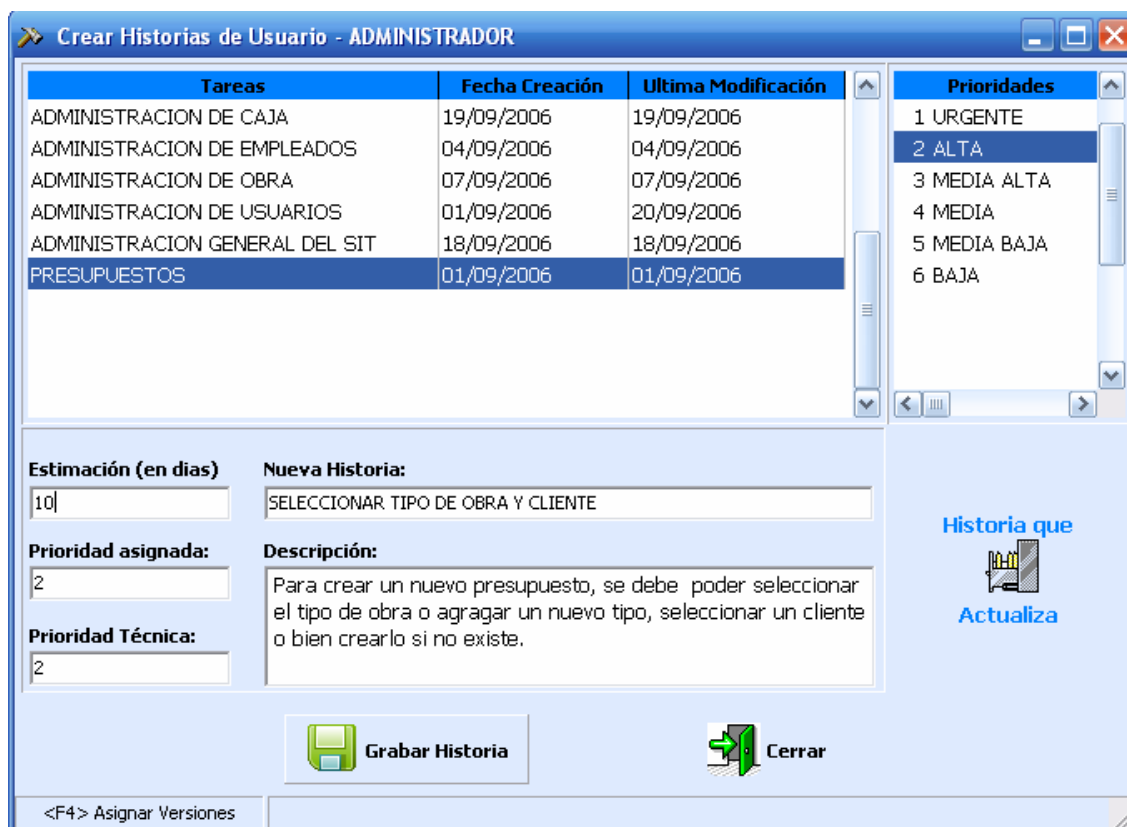 Crear Historias de Usuario - ADMINISTRADOR
Tareas Fecha Creación Ultima Modificación
ADMINISTRACION DE CAJA 19/09/2006 19/09/2006
ADMINISTRACION DE EMPLEADOS 04/09/2006 04/09/2006
ADMINISTRACION DE OBRA 07/09/2006 07/09/2006
ADMINISTRACION DE USUARIOS 01/09/2006 20/09/2006
ADMINISTRACION GENERAL DEL SIT 18/09/2006 18/09/2006
PRESUPUESTOS 01/09/2006 01/09/2006
Prioridades
1 URGENTE
2 ALTA
3 MEDIA ALTA
4 MEDIA
5 MEDIA BAJA
6 BAJA
Estimación (en dias)
10
Prioridad asignada:
2
Prioridad Técnica:
2
Nueva Historia:
SELECCIONAR TIPO DE OBRA Y CLIENTE
Descripción:
Para crear un nuevo presupuesto, se debe poder seleccionar
el tipo de obra o agragar un nuevo tipo, seleccionar un cliente
o bien crearlo si no existe.
Historia que
Actualiza
Grabar Historia
Cerrar
<F4> Asignar Versiones